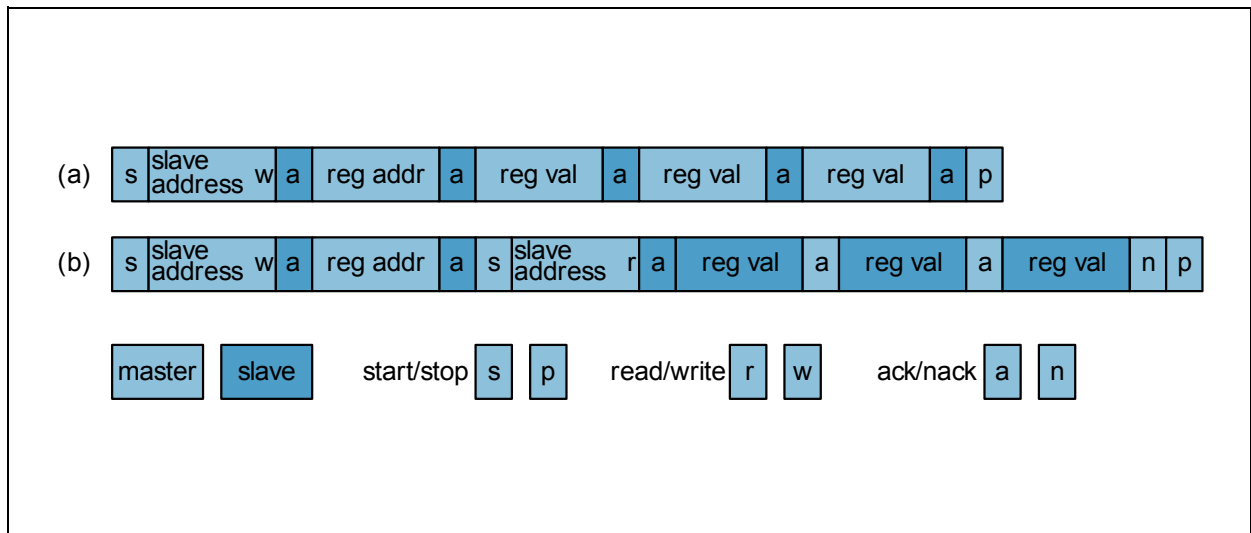 (a) s slave address w a reg addr a reg val a reg val a reg val a p
(b) s slave address w a reg addr a s slave address r a reg val a reg val a reg val n p
master slave start/stop s p read/write r w ack/nack a n